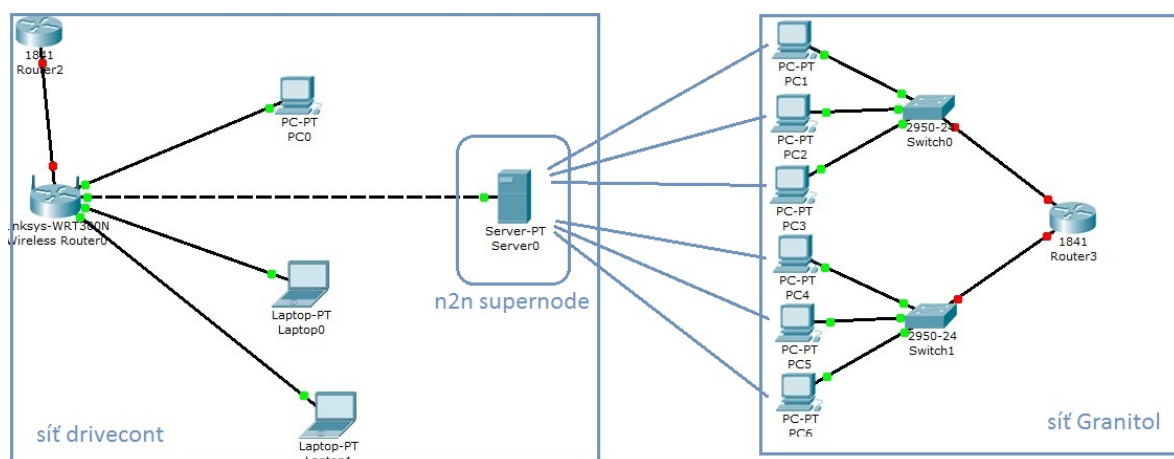 1841
Router2
PC-PT
PC0
Wireless Router0
Laptop-PT
Laptop0
Laptop-PT
síť drivecont
Server-PT
Server0
n2n supernode
PC-PT
PC1
PC-PT
PC2
PC-PT
PC3
PC-PT
PC4
PC-PT
PC5
PC-PT
PC6
2950-24
Switch0
1841
Router3
2950-24
Switch1
síť Granitol